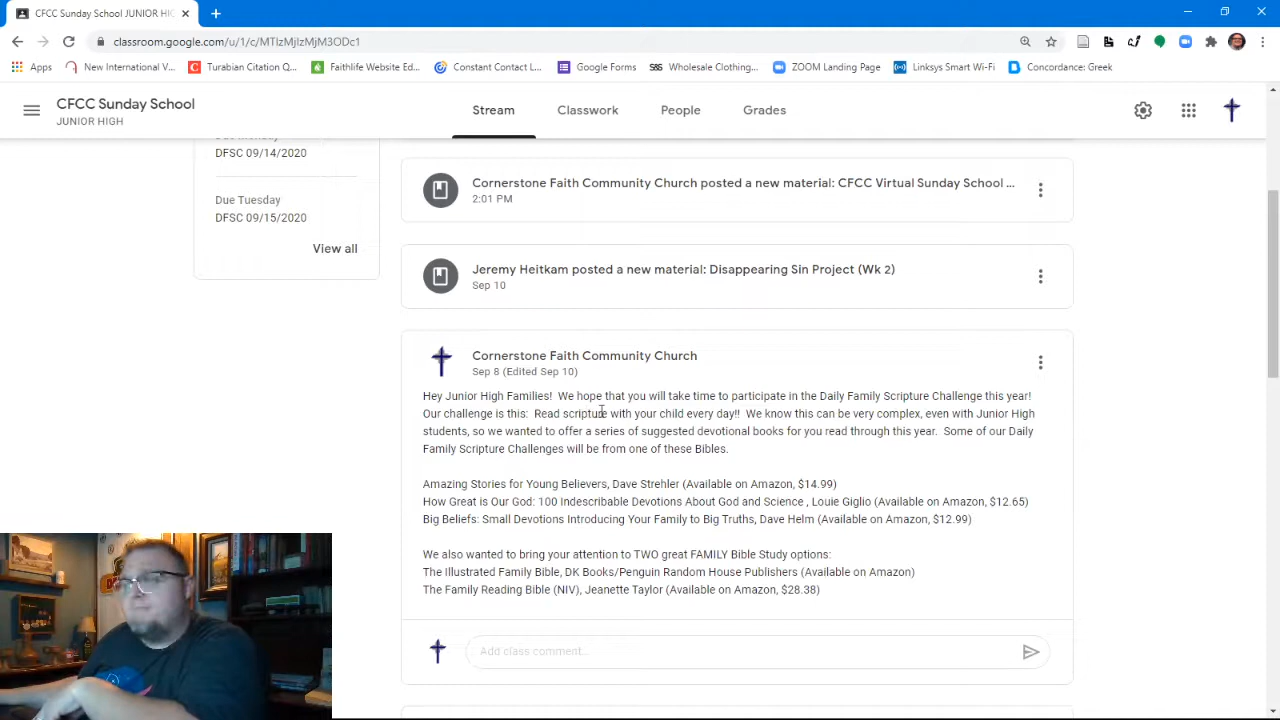 CFCC Sunday School JUNIOR HIGH
classroom.google.com/u/1/c/MTIzMjIzMjM3ODc1
Apps
New International V...
Turabian Citation Q...
Faithlife Website Ed...
Constant Contact L...
Google Forms
S&S Wholesale Clothing...
ZOOM Landing Page
Linksys Smart Wi-Fi
Concordance: Greek
CFCC Sunday School
JUNIOR HIGH
Stream
Classwork
People
Grades
Due Monday
DFSC 09/14/2020
Due Tuesday
DFSC 09/15/2020
View all
Cornerstone Faith Community Church posted a new material: CFCC Virtual Sunday School ...
2:01 PM
Jeremy Heitkam posted a new material: Disappearing Sin Project (Wk 2)
Sep 10
Cornerstone Faith Community Church
Sep 8 (Edited Sep 10)
Hey Junior High Families! We hope that you will take time to participate in the Daily Family Scripture Challenge this year!
Our challenge is this: Read scripture with your child every day!! We know this can be very complex, even with Junior High
students, so we wanted to offer a series of suggested devotional books for you read through this year. Some of our Daily
Family Scripture Challenges will be from one of these Bibles.
Amazing Stories for Young Believers, Dave Strehler (Available on Amazon, $14.99)
How Great is Our God: 100 Indescribable Devotions About God and Science , Louie Giglio (Available on Amazon, $12.65)
Big Beliefs: Small Devotions Introducing Your Family to Big Truths, Dave Helm (Available on Amazon, $12.99)
We also wanted to bring your attention to TWO great FAMILY Bible Study options:
The Illustrated Family Bible, DK Books/Penguin Random House Publishers (Available on Amazon)
The Family Reading Bible (NIV), Jeanette Taylor (Available on Amazon, $28.38)
Add class comment...